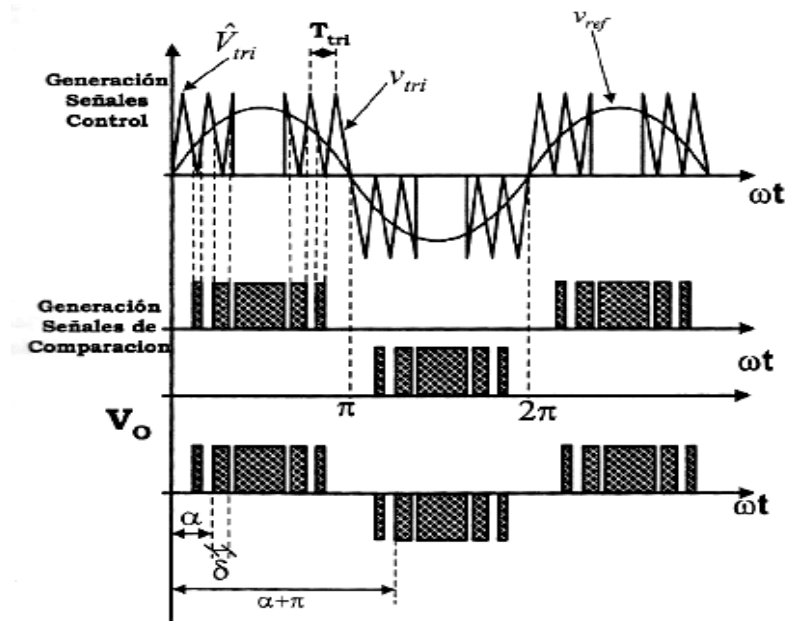 V̂tri
Ttri
vref
Generación
Señales
Control
vtri
ωt
Generación
Señales de
Comparacion
ωt
π
2π
Vo
ωt
α
δ
α+π